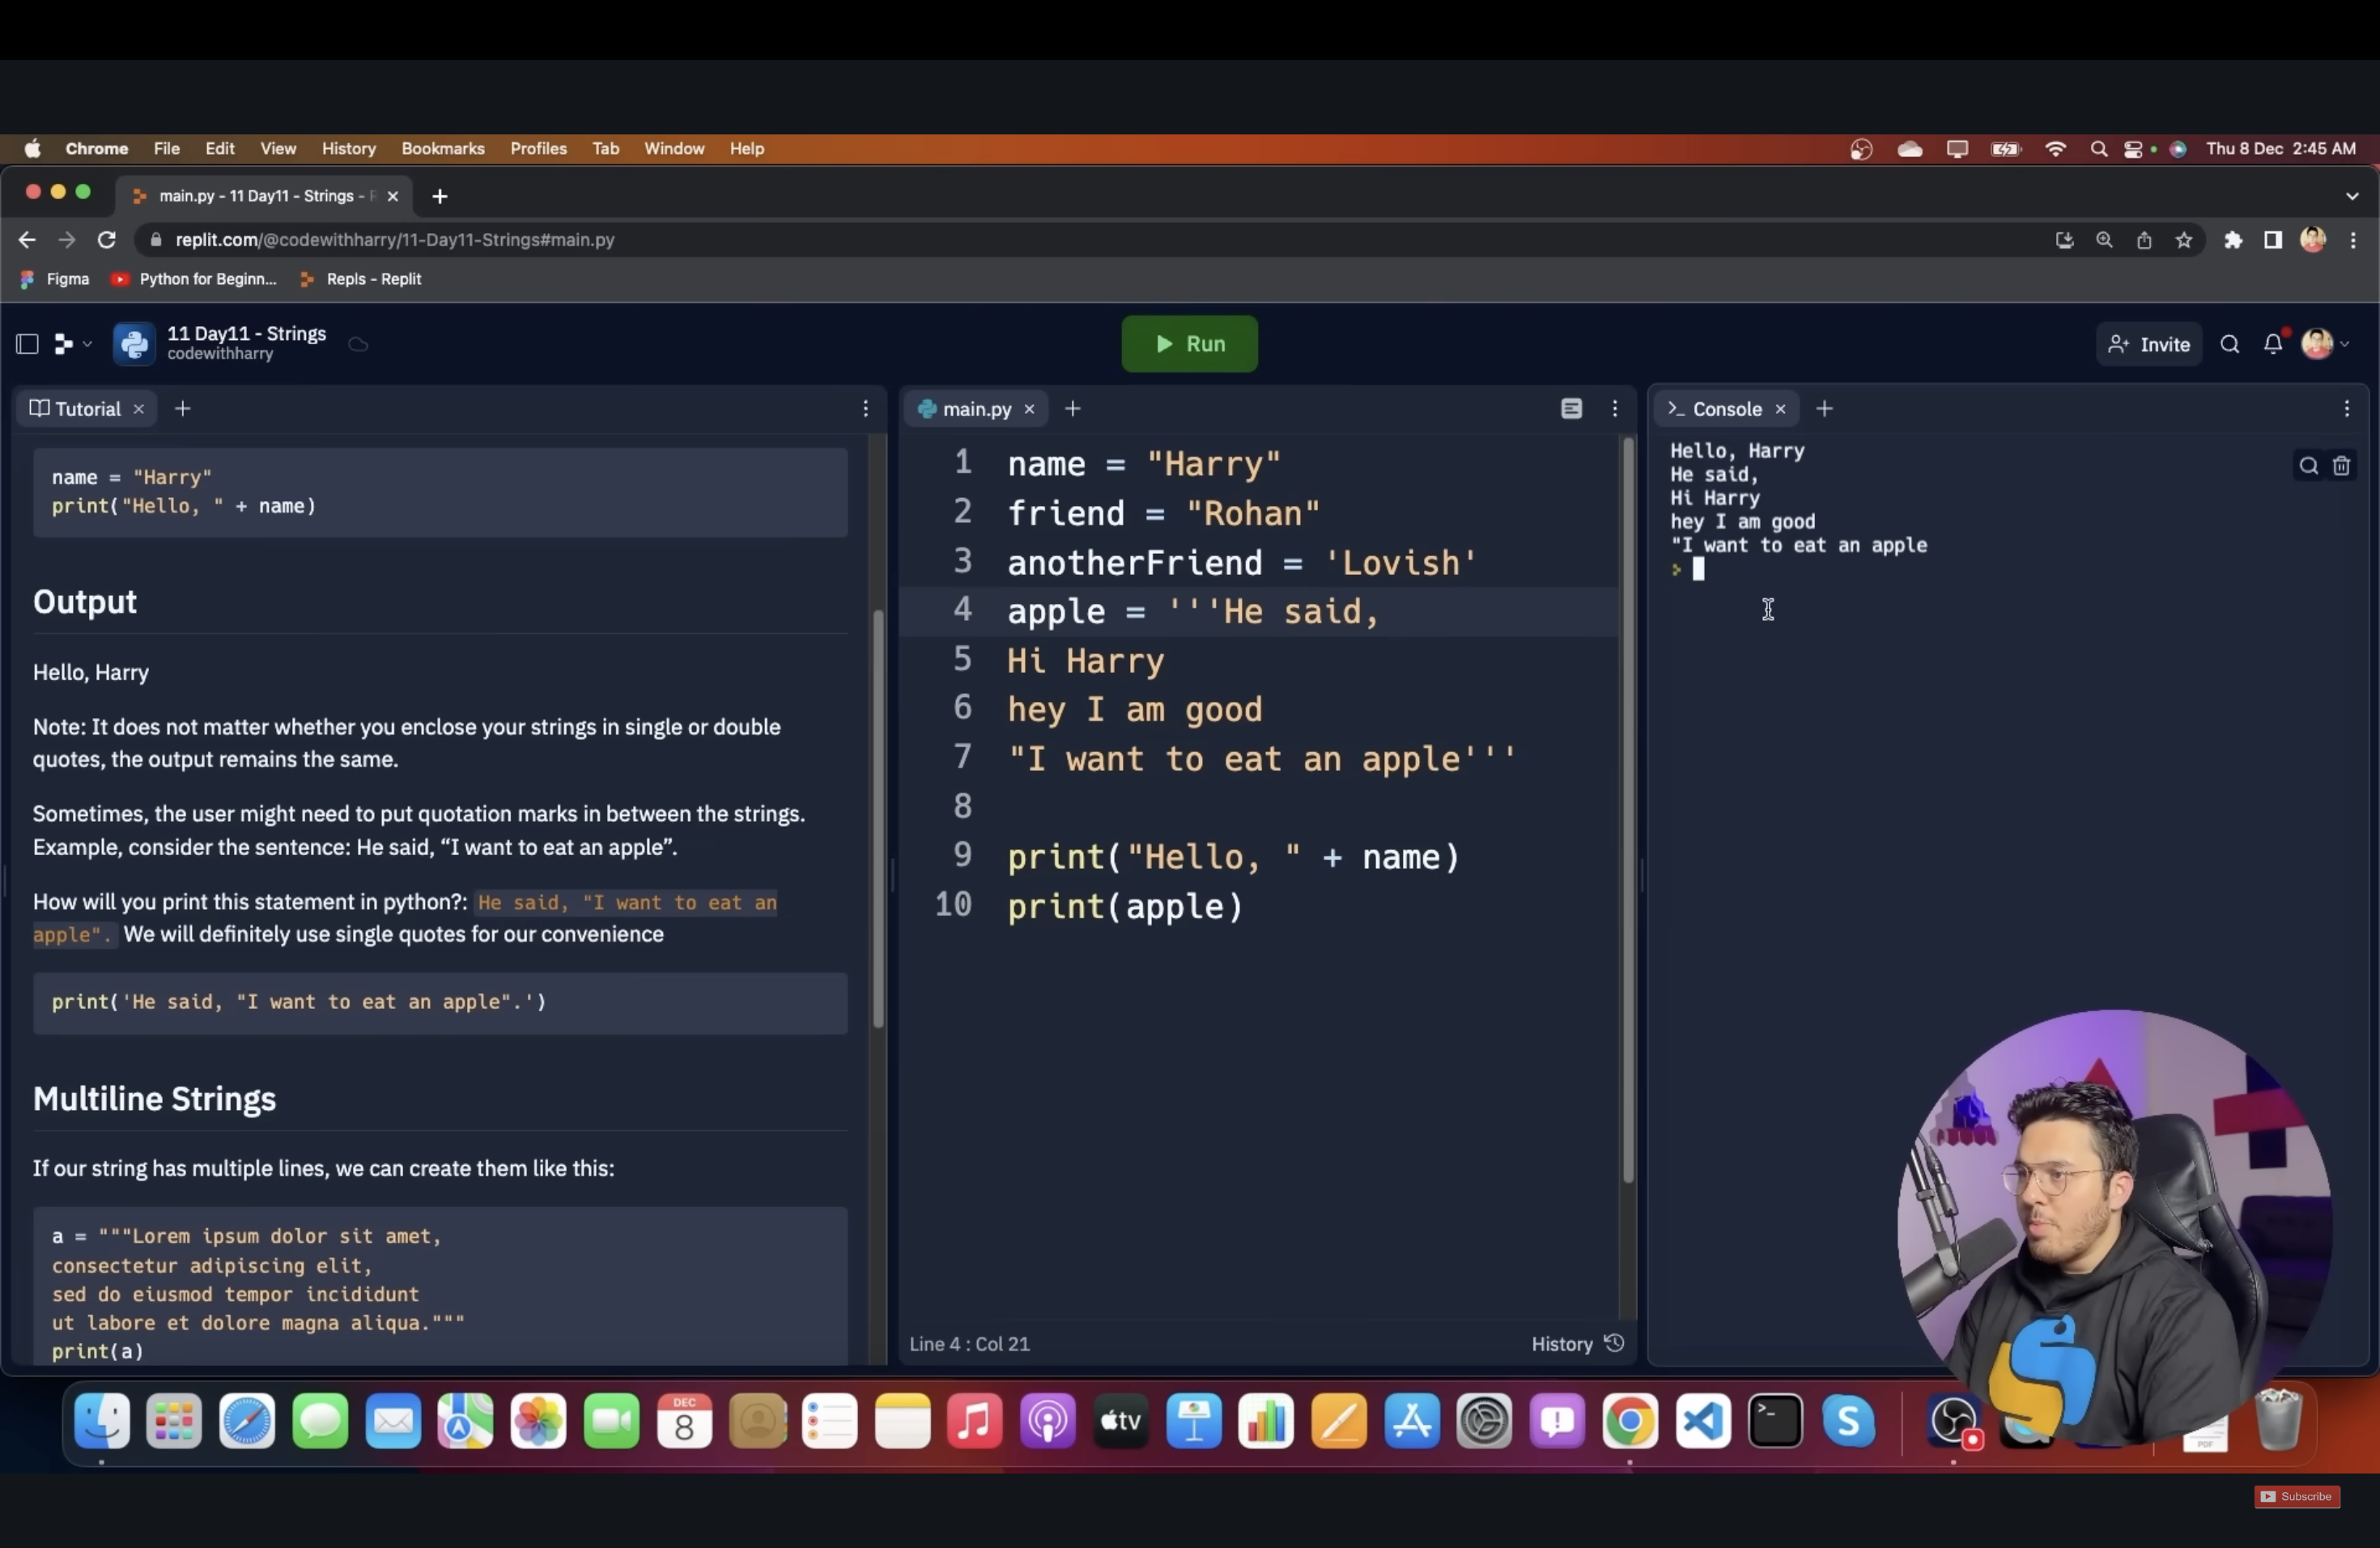 Chrome File Edit View History Bookmarks Profiles Tab Window Help
Thu 8 Dec 2:45 AM
main.py - 11 Day11 - Strings -
replit.com/@codewithharry/11-Day11-Strings#main.py
Figma Python for Beginn... Repls - Replit
11 Day11 - Strings
codewithharry
Run
Invite
Tutorial
name = "Harry"
print("Hello, " + name)
Output
Hello, Harry
Note: It does not matter whether you enclose your strings in single or double
quotes, the output remains the same.
Sometimes, the user might need to put quotation marks in between the strings.
Example, consider the sentence: He said, “I want to eat an apple”.
How will you print this statement in python?: He said, "I want to eat an
apple". We will definitely use single quotes for our convenience
print('He said, "I want to eat an apple".')
Multiline Strings
If our string has multiple lines, we can create them like this:
a = """Lorem ipsum dolor sit amet,
consectetur adipiscing elit,
sed do eiusmod tempor incididunt
ut labore et dolore magna aliqua."""
print(a)
main.py
1 name = "Harry"
2 friend = "Rohan"
3 anotherFriend = 'Lovish'
4 apple = '''He said,
5 Hi Harry
6 hey I am good
7 "I want to eat an apple'''
8
9 print("Hello, " + name)
10 print(apple)
Line 4 : Col 21
History
Console
Hello, Harry
He said,
Hi Harry
hey I am good
"I want to eat an apple
DEC
8
tv
PDF
Subscribe